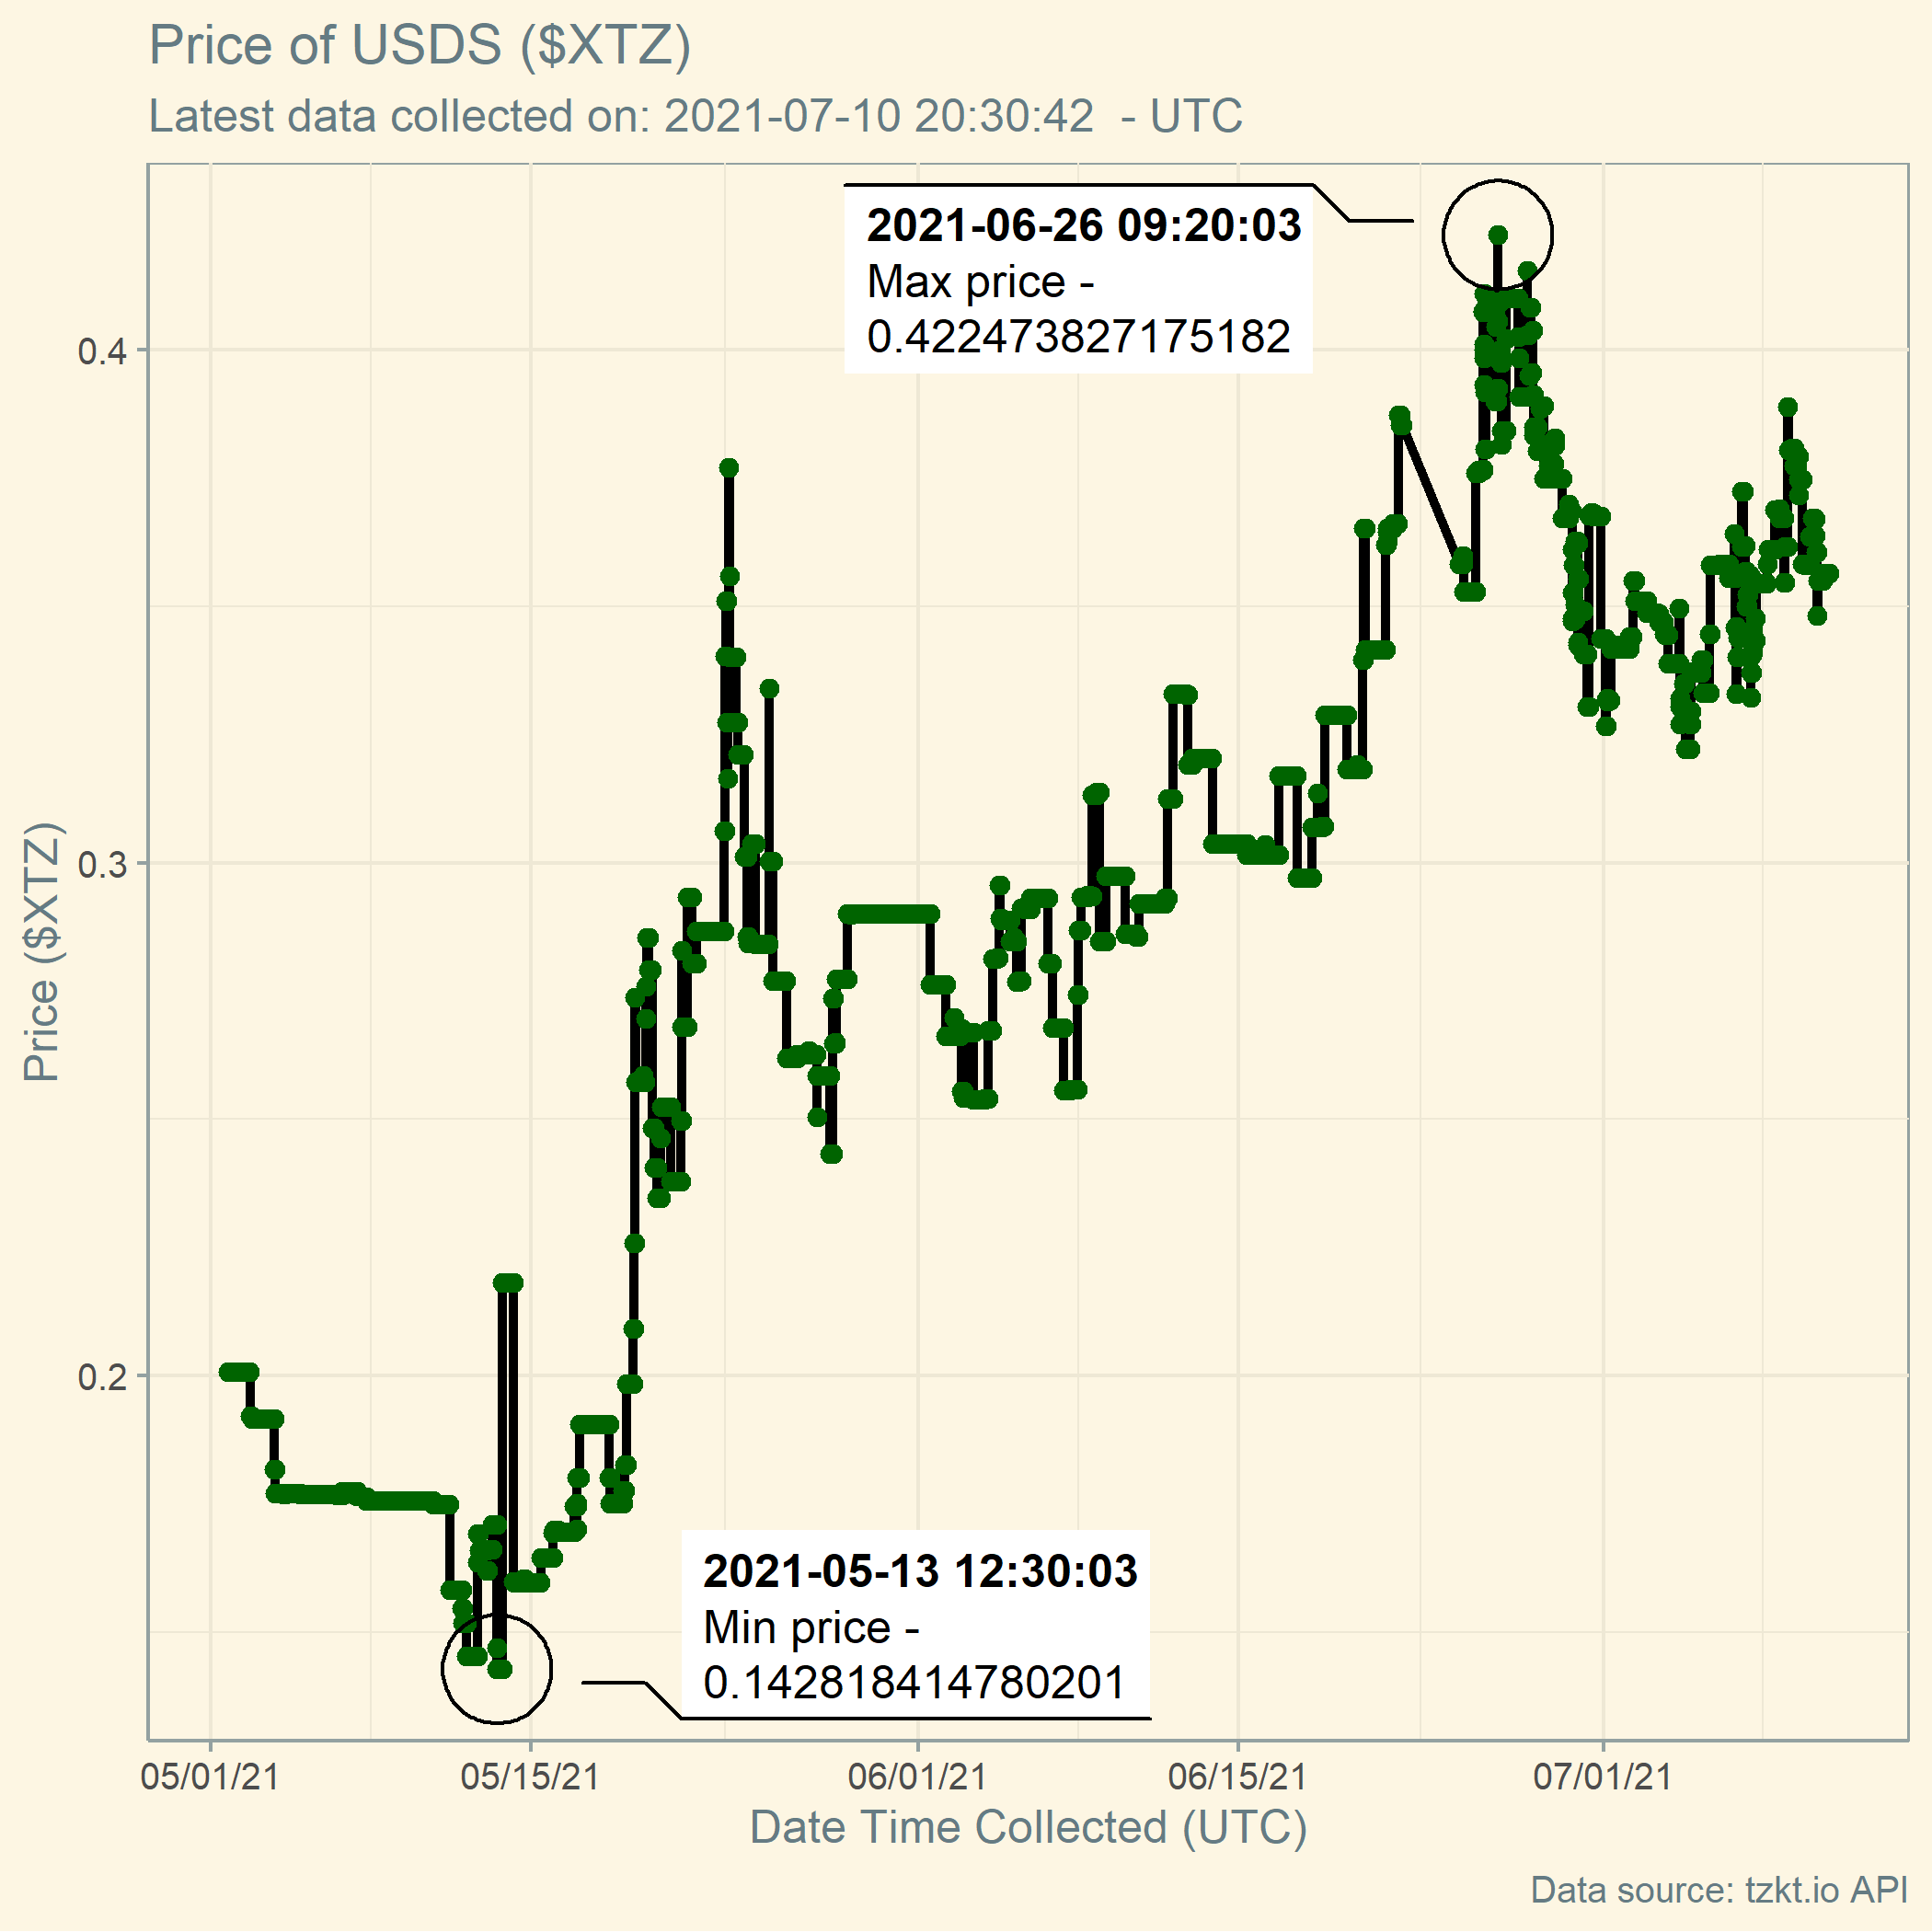 Price of USDS ($XTZ)
Latest data collected on: 2021-07-10 20:30:42  - UTC
2021-06-26 09:20:03
Max price -
0.422473827175182
0.4
0.3
0.2
Price ($XTZ)
2021-05-13 12:30:03
Min price -
0.142818414780201
05/01/21
05/15/21
06/01/21
06/15/21
07/01/21
Date Time Collected (UTC)
Data source: tzkt.io API